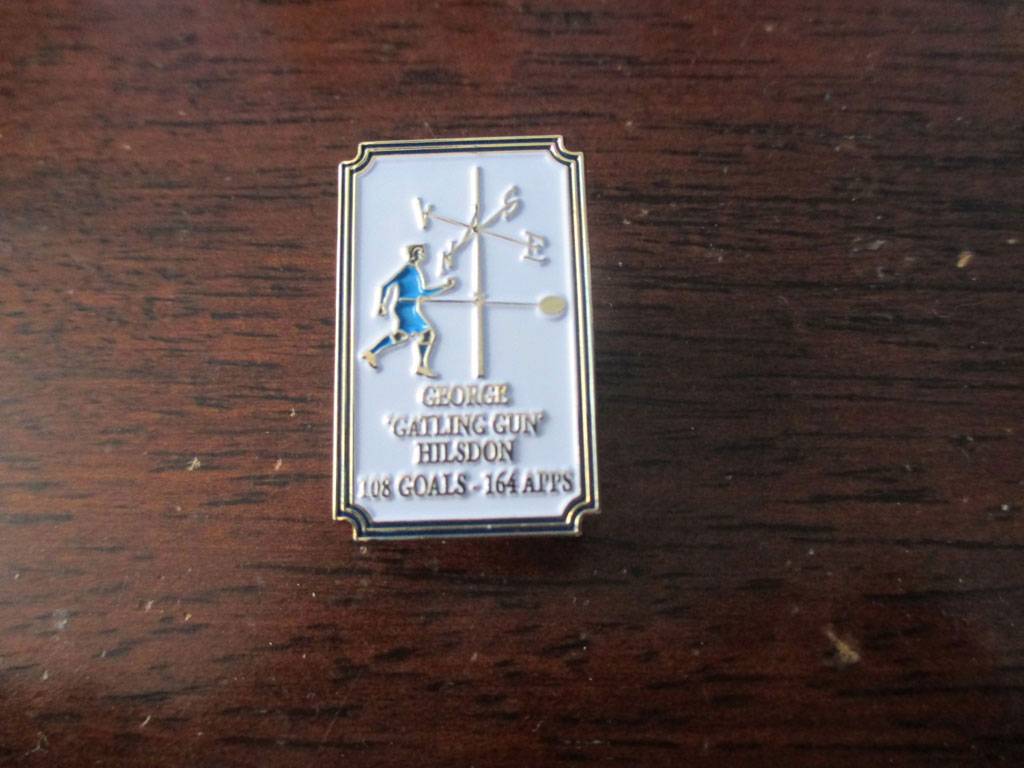 W S
N E
GEORGE
'GATLING GUN'
HILSDON
108 GOALS - 164 APPS